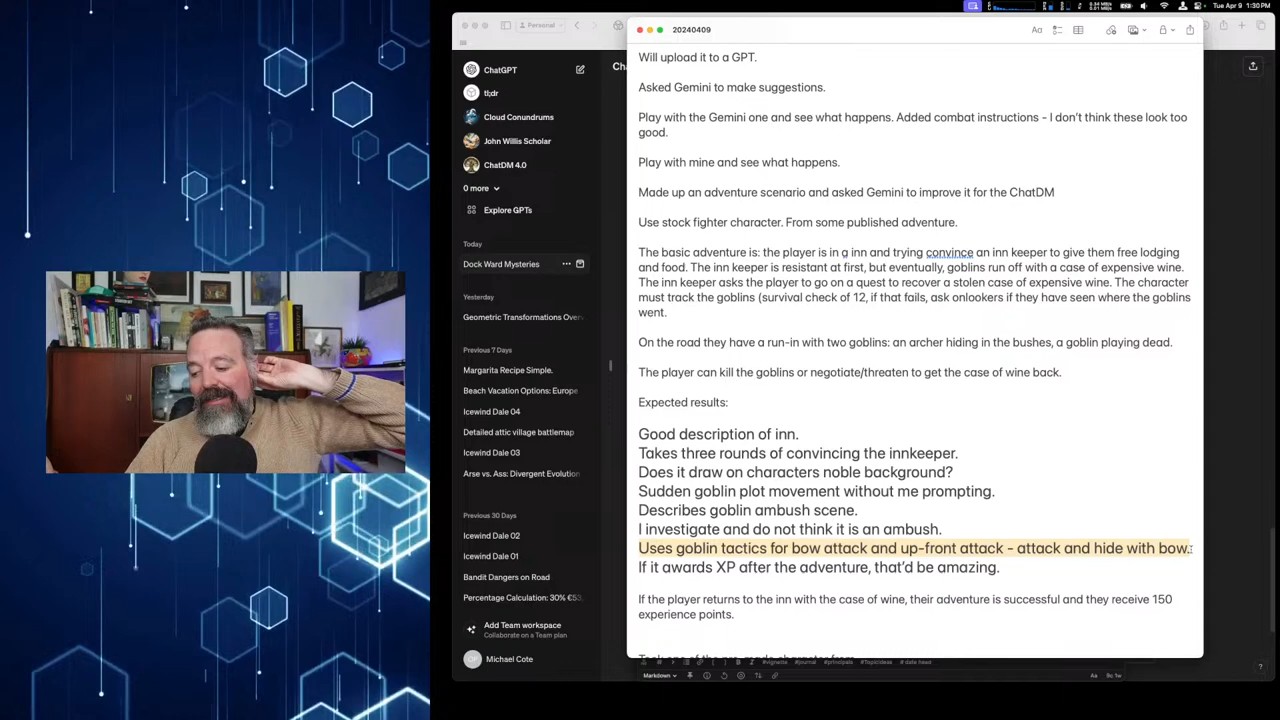 Tue Apr 9 1:30 PM
Personal
20240409
Aa
ChatGPT
tl;dr
Cloud Conundrums
John Willis Scholar
ChatDM 4.0
0 more
Explore GPTs
Today
Dock Ward Mysteries
Yesterday
Geometric Transformations Over
Previous 7 Days
Margarita Recipe Simple.
Beach Vacation Options: Europe
Icewind Dale 04
Detailed attic village battlemap
Icewind Dale 03
Arse vs. Ass: Divergent Evolution
Previous 30 Days
Icewind Dale 02
Icewind Dale 01
Bandit Dangers on Road
Percentage Calculation: 30% €53.
Add Team workspace
Collaborate on a Team plan
Michael Cote
Will upload it to a GPT.
Asked Gemini to make suggestions.
Play with the Gemini one and see what happens. Added combat instructions - I don't think these look too
good.
Play with mine and see what happens.
Made up an adventure scenario and asked Gemini to improve it for the ChatDM
Use stock fighter character. From some published adventure.
The basic adventure is: the player is in g inn and trying convince an inn keeper to give them free lodging
and food. The inn keeper is resistant at first, but eventually, goblins run off with a case of expensive wine.
The inn keeper asks the player to go on a quest to recover a stolen case of expensive wine. The character
must track the goblins (survival check of 12, if that fails, ask onlookers if they have seen where the goblins
went.
On the road they have a run-in with two goblins: an archer hiding in the bushes, a goblin playing dead.
The player can kill the goblins or negotiate/threaten to get the case of wine back.
Expected results:
Good description of inn.
Takes three rounds of convincing the innkeeper.
Does it draw on characters noble background?
Sudden goblin plot movement without me prompting.
Describes goblin ambush scene.
I investigate and do not think it is an ambush.
Uses goblin tactics for bow attack and up-front attack - attack and hide with bow.
If it awards XP after the adventure, that'd be amazing.
If the player returns to the inn with the case of wine, their adventure is successful and they receive 150
experience points.
#vignette #journal #principals #Topicideas # date head
Markdown
Aa